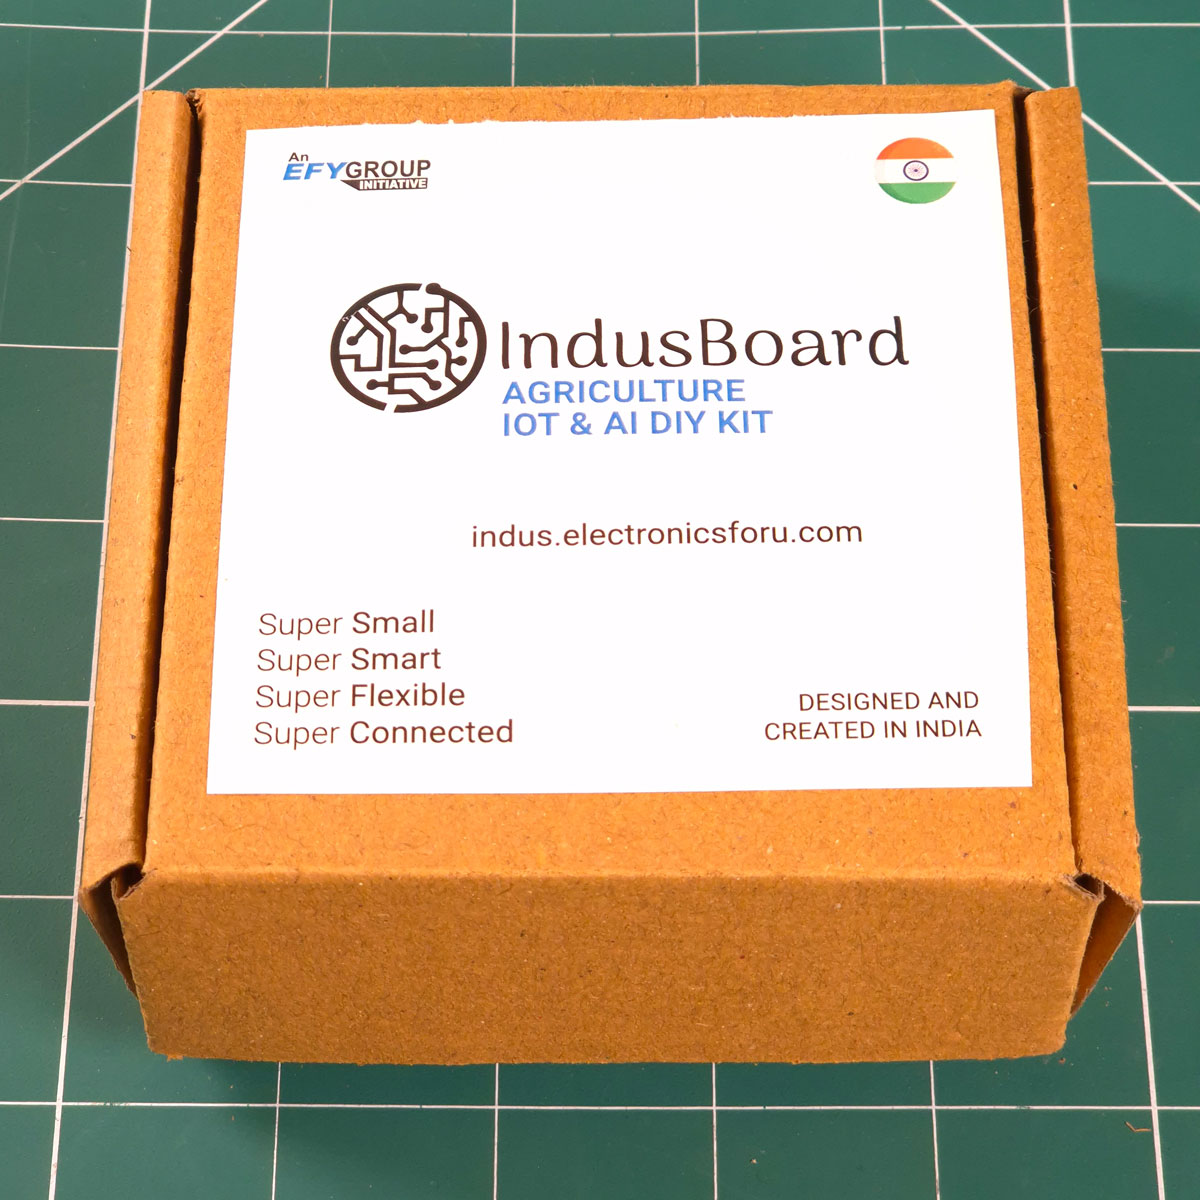 An
EFYGROUP
INITIATIVE
IndusBoard
AGRICULTURE
IOT & AI DIY KIT
indus.electronicsforu.com
Super Small
Super Smart
Super Flexible
Super Connected
DESIGNED AND
CREATED IN INDIA